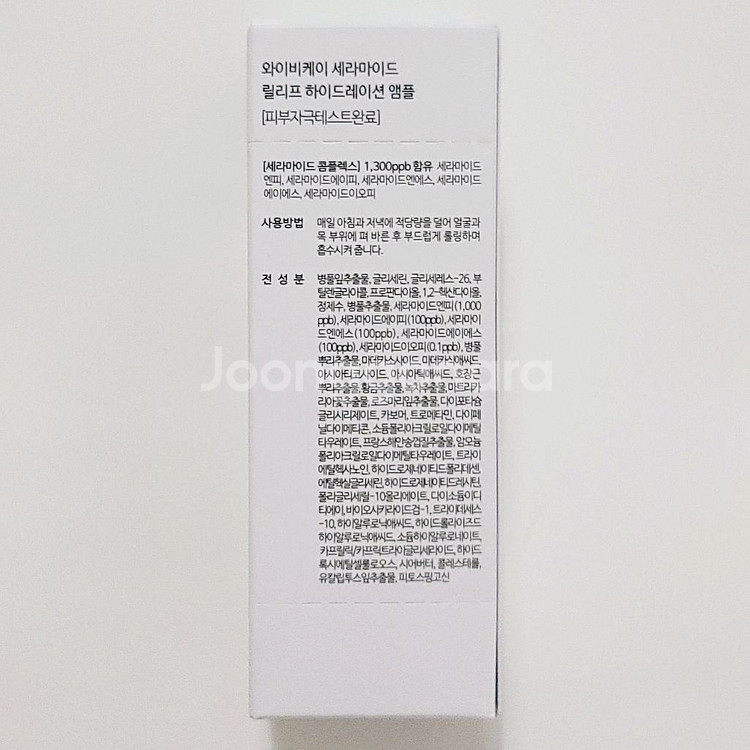 와이비케이 세라마이드
릴리프 하이드레이션 앰플
[피부자극테스트완료]
[세라마이드 콤플렉스] 1,300ppb 함유 세라마이드
엔피, 세라마이드에이피, 세라마이드엔에스, 세라마이드
에이에스, 세라마이드이오피
사용방법 매일 아침과 저녁에 적당량을 덜어 얼굴과
목 부위에 펴 바른 후 부드럽게 롤링하며
흡수시켜 줍니다.
전 성 분 병풀잎추출물, 글리세린, 글리세레스-26, 부
틸렌글라이콜, 프로판다이올, 1,2-헥산다이올,
정제수, 병풀추출물, 세라마이드엔피(1,000
ppb), 세라마이드에이피(100ppb), 세라마이
드엔에스(100ppb), 세라마이드에이에스
(100ppb), 세라마이드이오피(0.1ppb), 병풀
뿌리추출물, 마데카소사이드, 마데카식애씨드,
아시아티코사이드, 아시아틱애씨드, 호장근
뿌리추출물, 황금추출물, 녹차추출물, 마트리카
리아꽃추출물, 로즈마리잎추출물, 다이포타슘
글리시리제이트, 카보머, 트로메타민, 다이페
닐다이메티콘, 소듐폴리아크릴로일다이메틸
타우레이트, 프랑스해안송껍질추출물, 암모늄
폴리아크릴로일다이메틸타우레이트, 트라이
에틸헥사노인, 하이드로제네이티드폴리데센,
에틸헥실글리세린, 하이드로제네이티드레시틴,
폴리글리세릴-10올리에이트, 다이소듐이디
티에이, 바이오사카라이드검-1, 트라이데세스
-10, 하이알루로닉애씨드, 하이드롤라이즈드
하이알루로닉애씨드, 소듐하이알루로네이트,
카프릴릭/카프릭트라이글리세라이드, 하이드
록시에틸셀룰로오스, 시어버터, 콜레스테롤,
유칼립투스잎추출물, 피토스핑고신